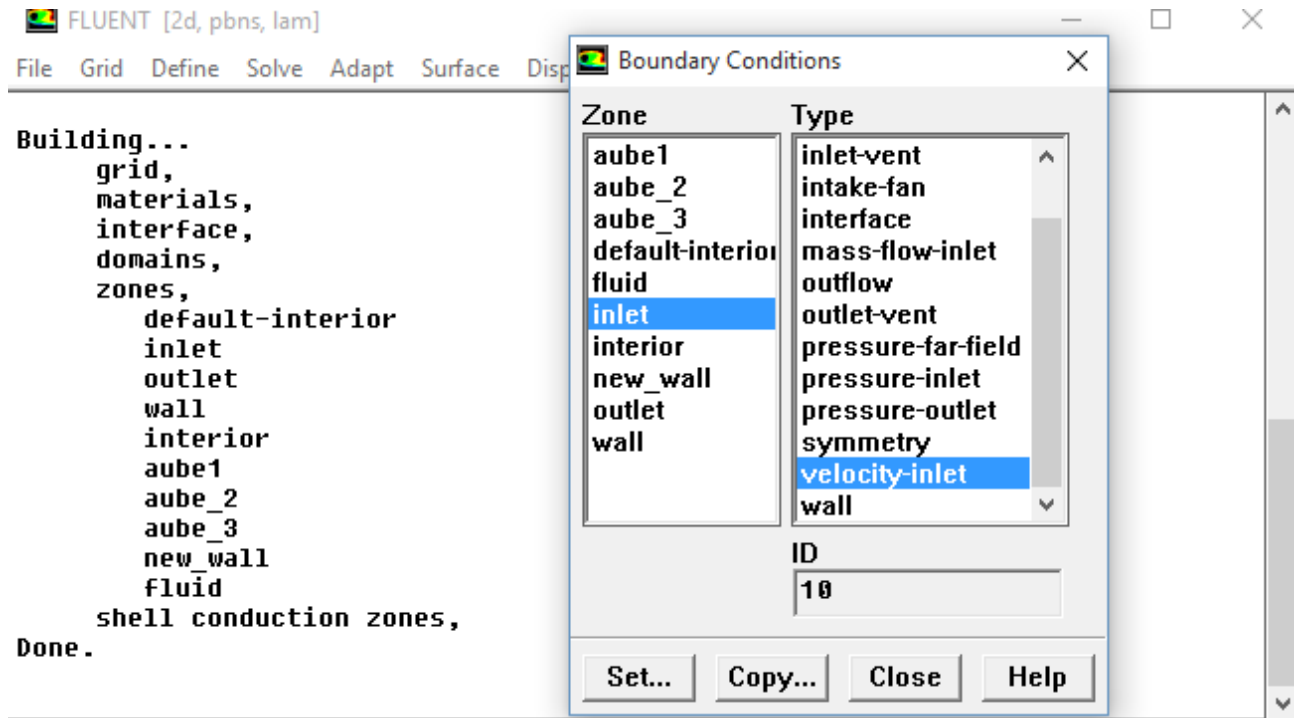 FLUENT [2d, pbns, lam]
File Grid Define Solve Adapt Surface Disp
Building...
grid,
materials,
interface,
domains,
zones,
default-interior
inlet
outlet
wall
interior
aube1
aube_2
aube_3
new_wall
fluid
shell conduction zones,
Done.
Boundary Conditions
Zone
aube1
aube_2
aube_3
default-interior
fluid
inlet
interior
new_wall
outlet
wall
Type
inlet-vent
intake-fan
interface
mass-flow-inlet
outflow
outlet-vent
pressure-far-field
pressure-inlet
pressure-outlet
symmetry
velocity-inlet
wall
ID
10
Set... Copy... Close Help